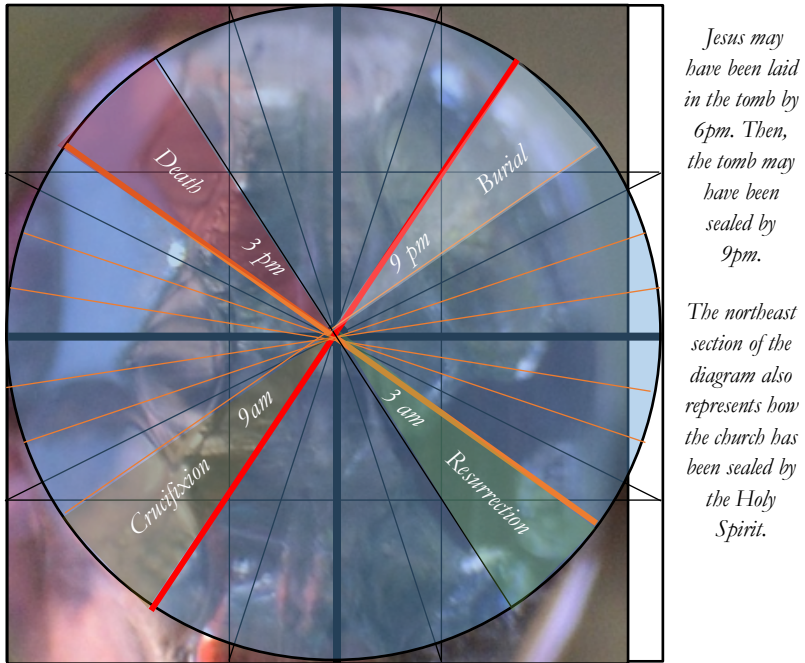 Death
3 pm
Burial
9 pm
9am
Crucifixion
3 am
Resurrection
Jesus may
have been laid
in the tomb by
6pm. Then,
the tomb may
have been
sealed by
9pm.
The northeast
section of the
diagram also
represents how
the church has
been sealed by
the Holy
Spirit.